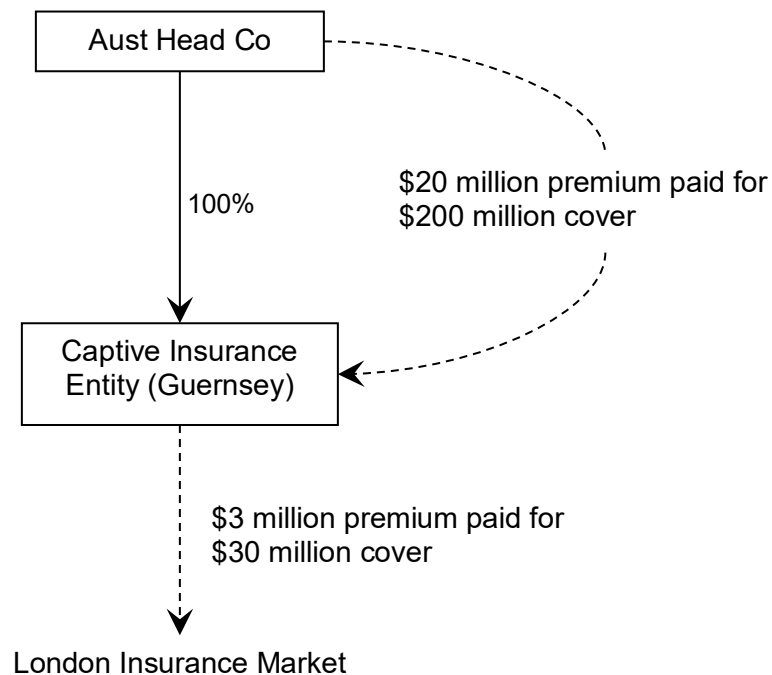 Aust Head Co
100%
$20 million premium paid for
$200 million cover
Captive Insurance
Entity (Guernsey)
$3 million premium paid for
$30 million cover
London Insurance Market